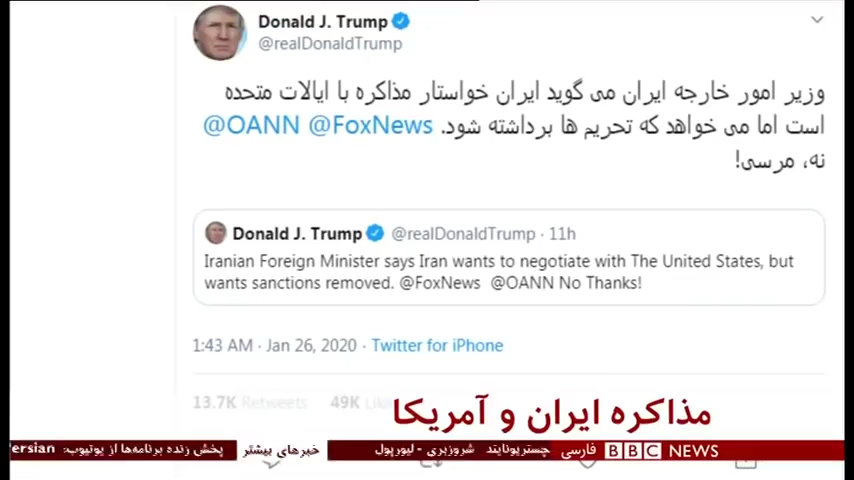 Donald J. Trump
@realDonaldTrump
وزیر امور خارجه ایران می گوید ایران خواستار مذاکره با ایالات متحده
است اما می خواهد که تحریم ها برداشته شود. @FoxNews @OANN
نه، مرسی!
Donald J. Trump @realDonaldTrump · 11h
Iranian Foreign Minister says Iran wants to negotiate with The United States, but
wants sanctions removed. @FoxNews @OANN No Thanks!
1:43 AM · Jan 26, 2020 · Twitter for iPhone
13.7K Retweets 49K
مذاکره ایران و آمریکا
BBC NEWS فارسی چستریونایتد شروزبری - لیورپول خبرهای بیشتر پخش زنده برنامه‌ها از یوتیوب: